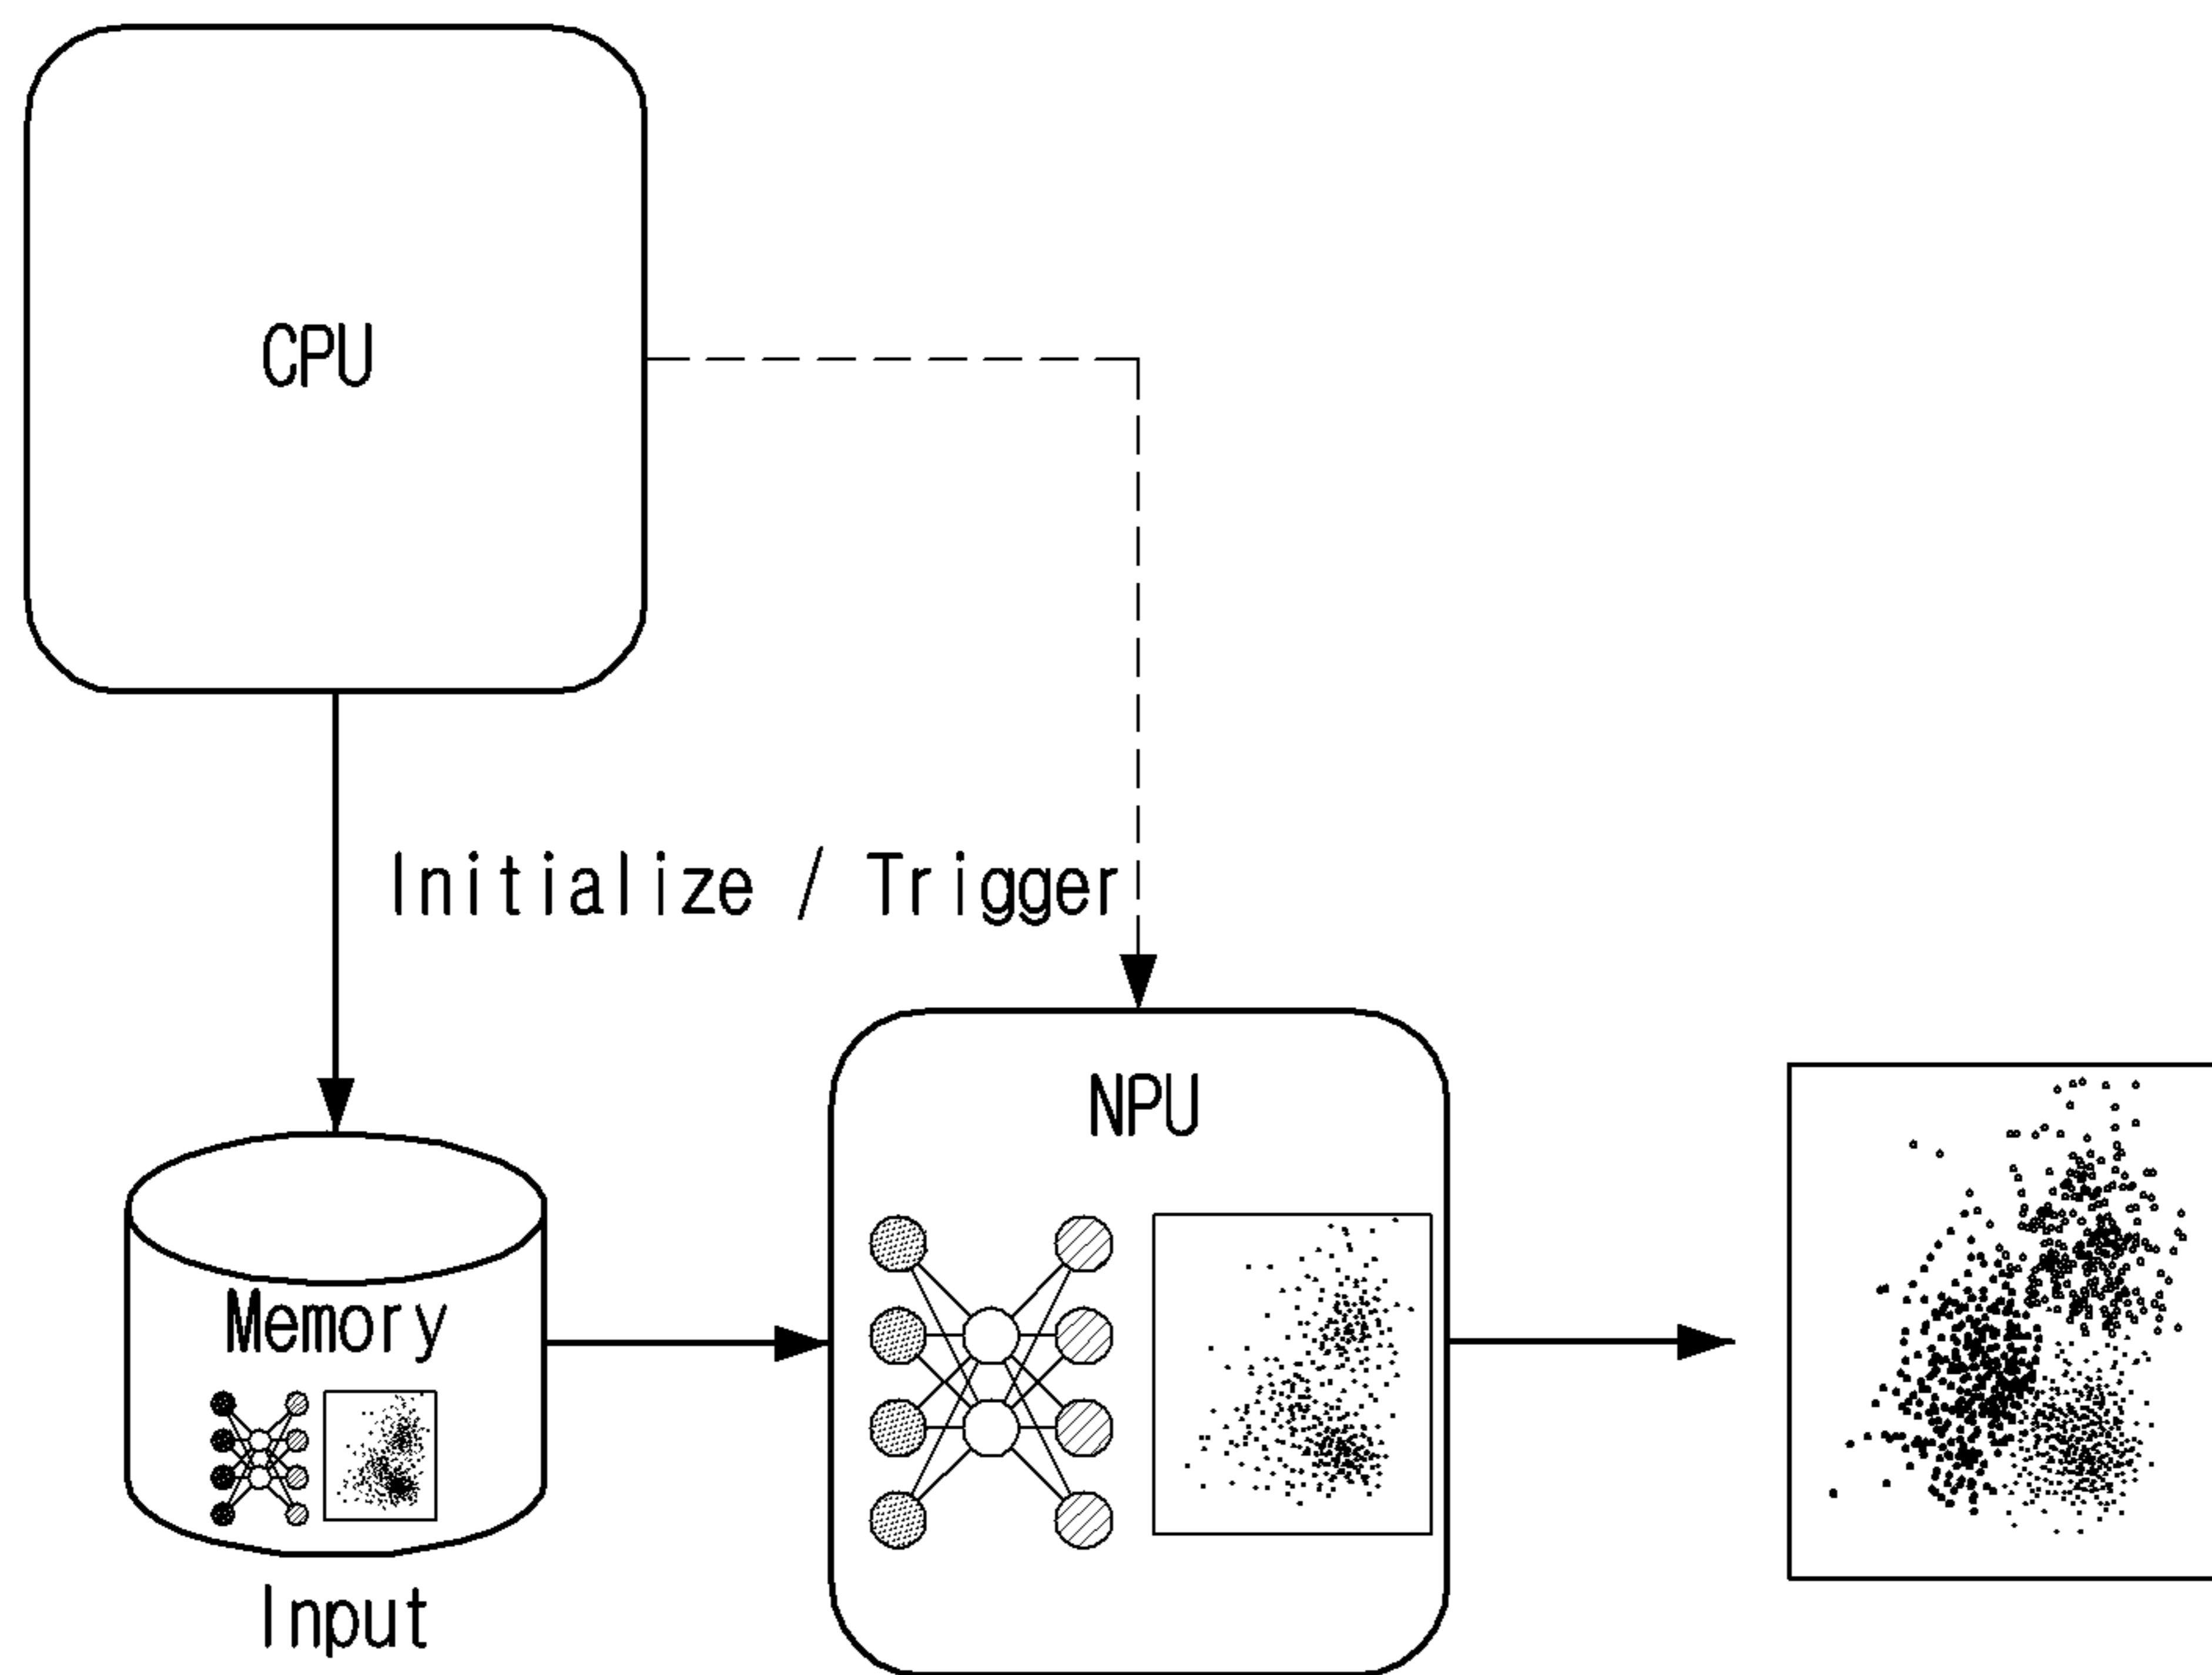 CPU
Initialize / Trigger
NPU
Memory
Input